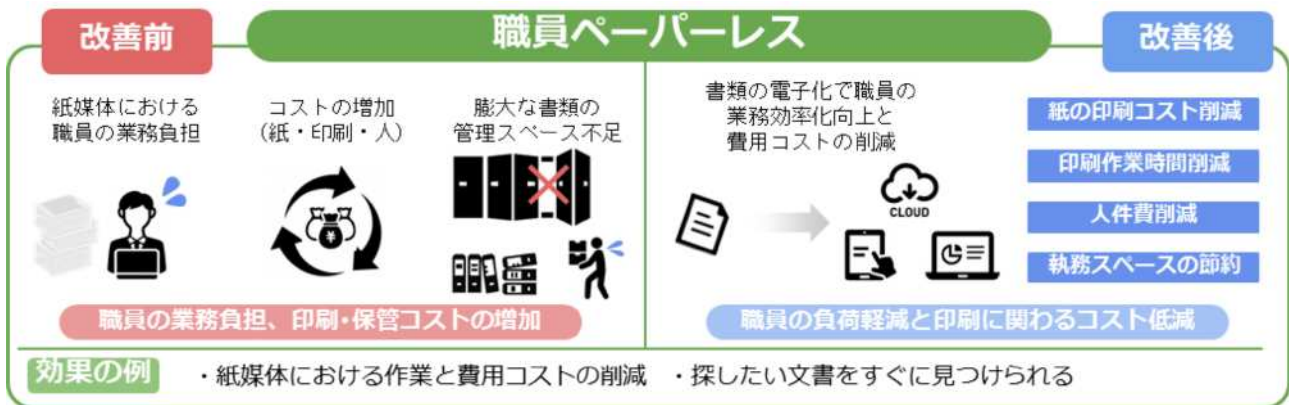 改善前
職員ペーパーレス
改善後
紙媒体における
職員の業務負担
コストの増加
(紙・印刷・人)
膨大な書類の
管理スペース不足
¥
職員の業務負担、印刷・保管コストの増加
書類の電子化で職員の
業務効率化向上と
費用コストの削減
CLOUD
紙の印刷コスト削減
印刷作業時間削減
人件費削減
執務スペースの節約
職員の負荷軽減と印刷に関わるコスト低減
効果の例
・紙媒体における作業と費用コストの削減 ・探したい文書をすぐに見つけられる